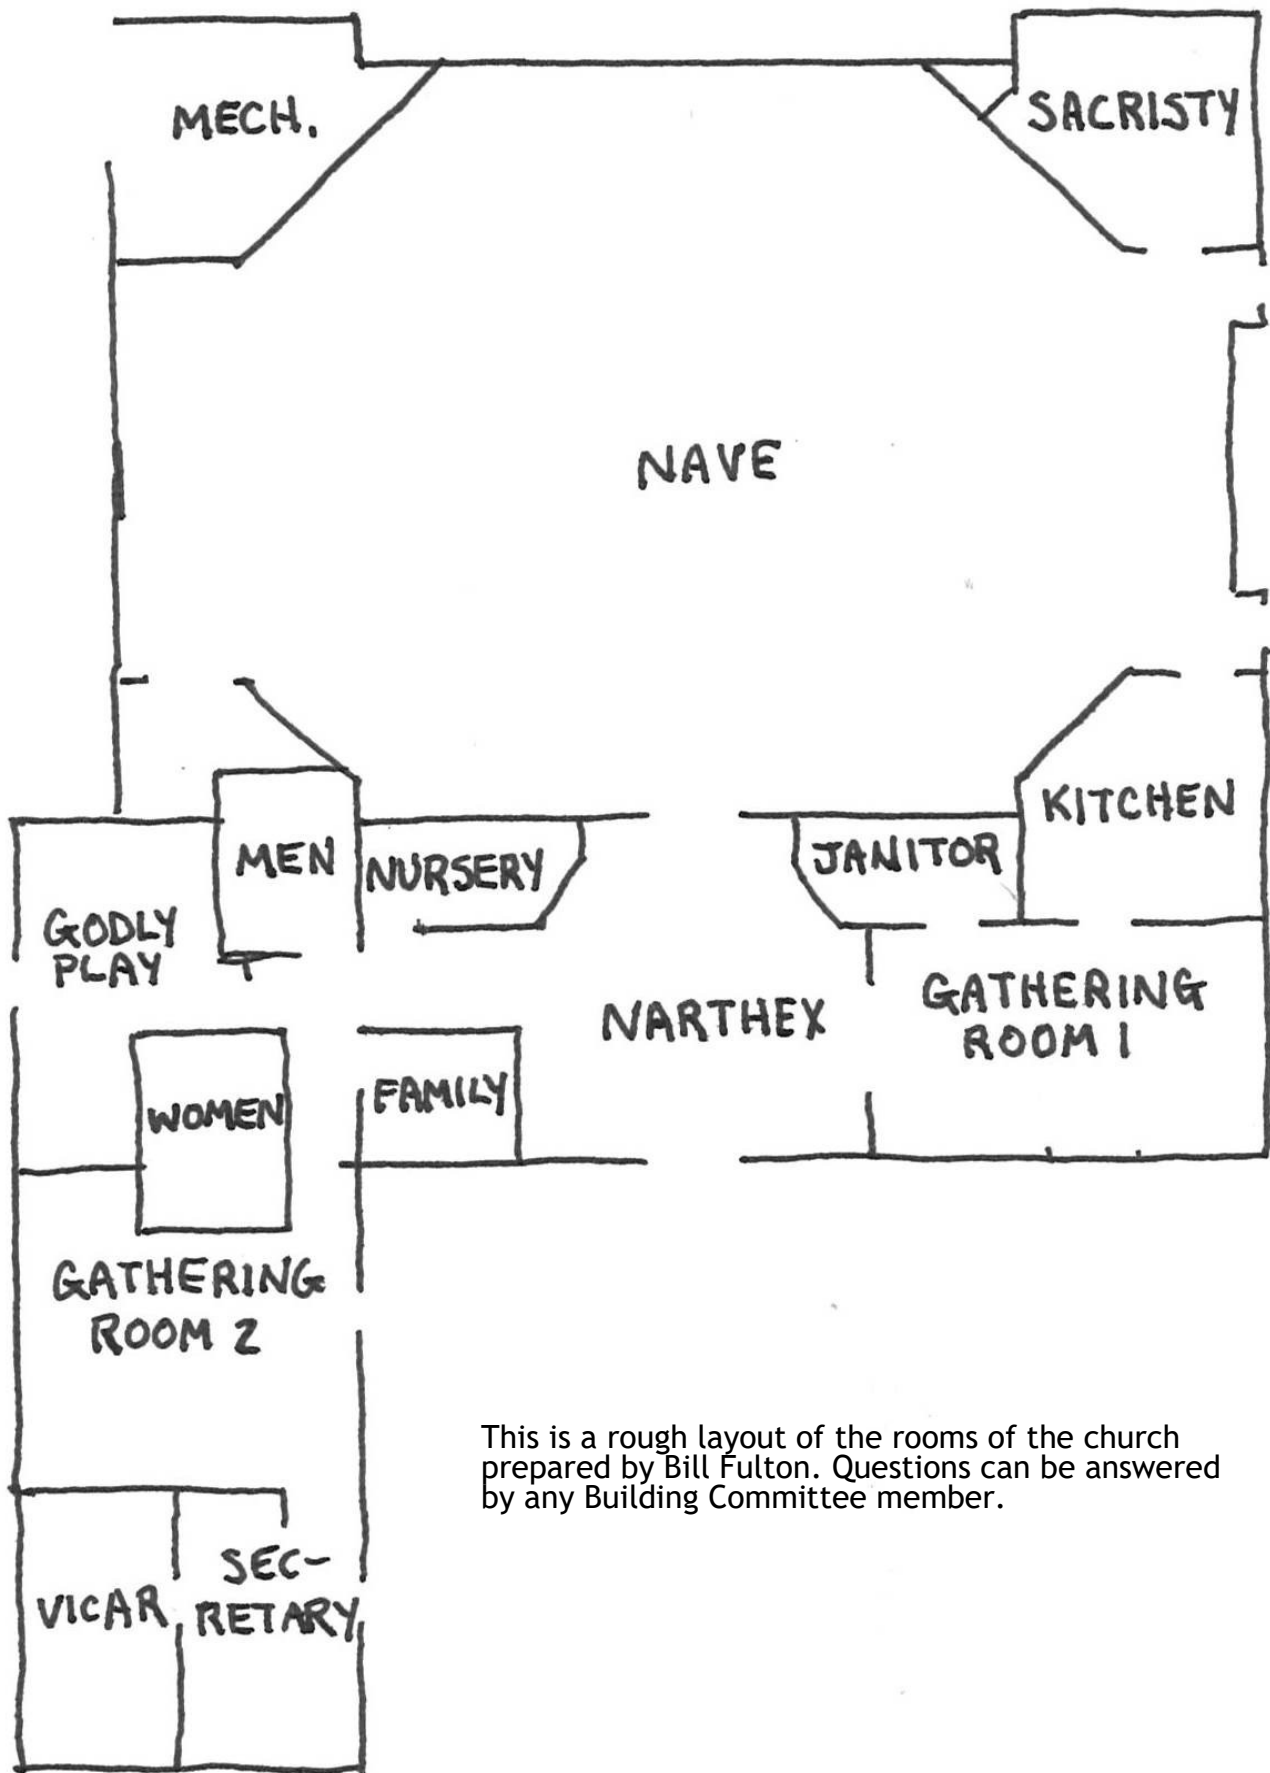 MECH.
SACRISTY
NAVE
KITCHEN
MEN
NURSERY
JANITOR
GODLY
PLAY
NARTHEX
GATHERING
ROOM 1
WOMEN
FAMILY
GATHERING
ROOM 2
This is a rough layout of the rooms of the church
prepared by Bill Fulton. Questions can be answered
by any Building Committee member.
VICAR
SEC-
RETARY